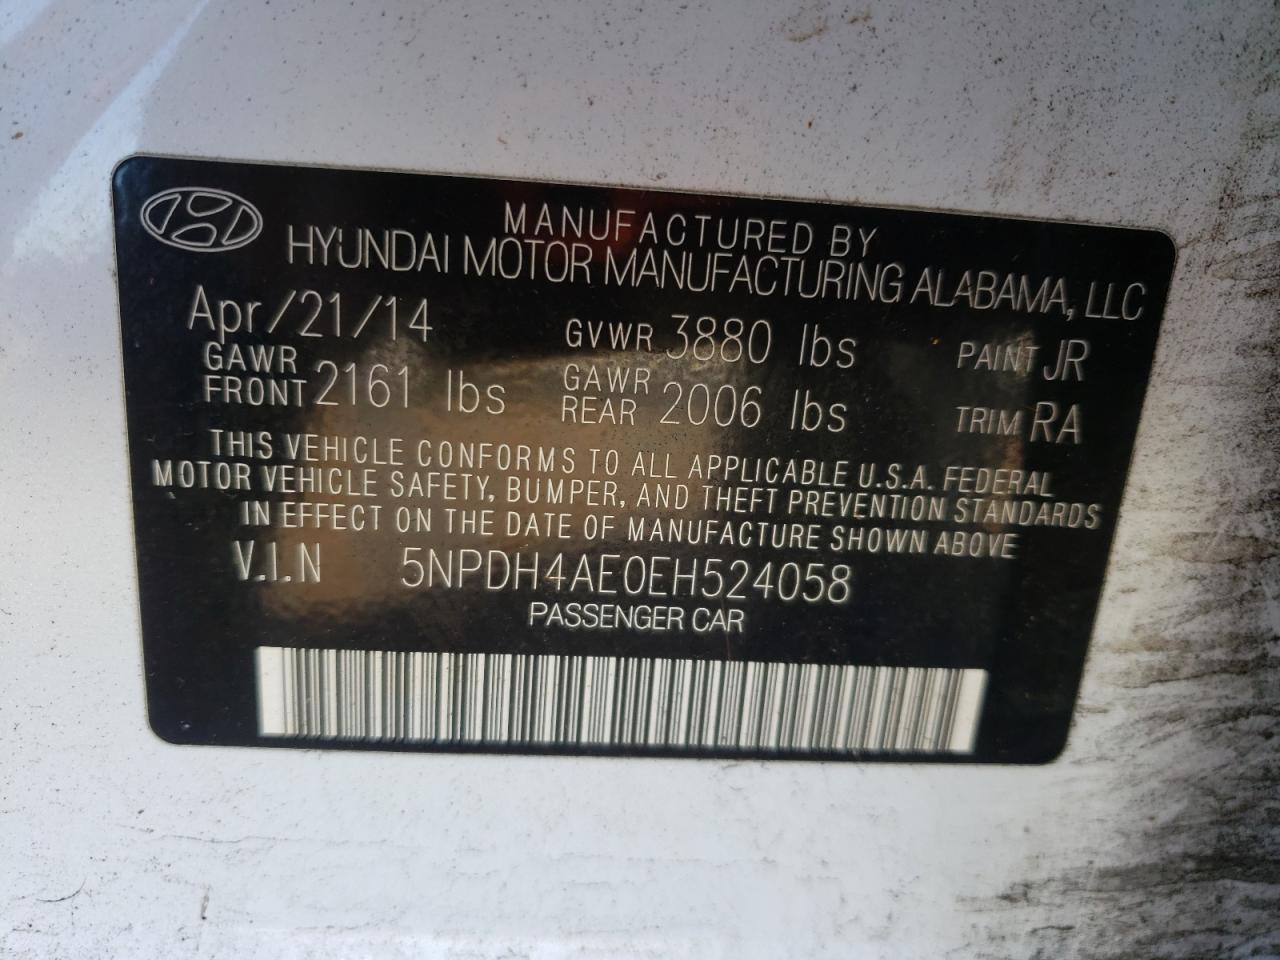 MANUFACTURED BY
HYUNDAI MOTOR MANUFACTURING ALABAMA, LLC
Apr/21/14 GVWR 3880 lbs PAINT JR
GAWR FRONT 2161 lbs GAWR REAR 2006 lbs TRIM RA
THIS VEHICLE CONFORMS TO ALL APPLICABLE U.S.A. FEDERAL
MOTOR VEHICLE SAFETY, BUMPER, AND THEFT PREVENTION STANDARDS
IN EFFECT ON THE DATE OF MANUFACTURE SHOWN ABOVE
V.I.N 5NPDH4AE0EH524058
PASSENGER CAR